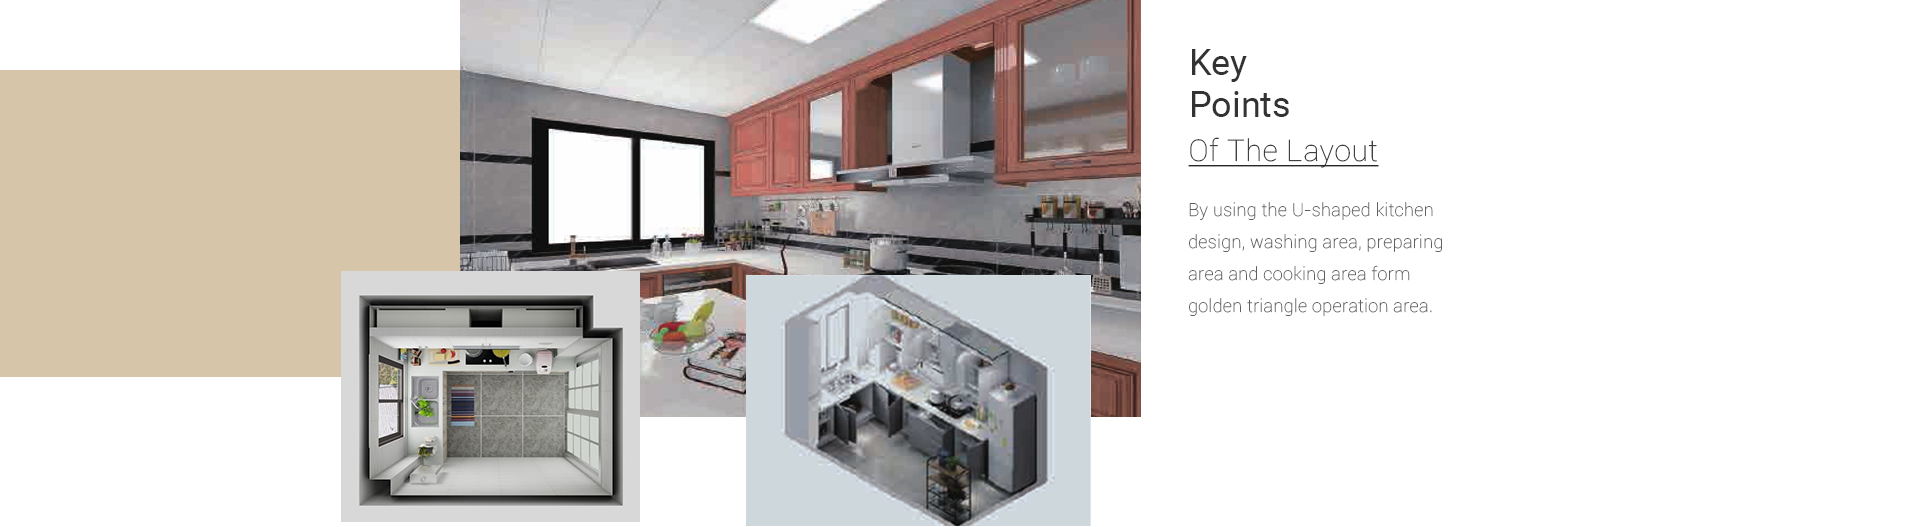 Key
Points
Of The Layout
By using the U-shaped kitchen
design, washing area, preparing
area and cooking area form
golden triangle operation area.